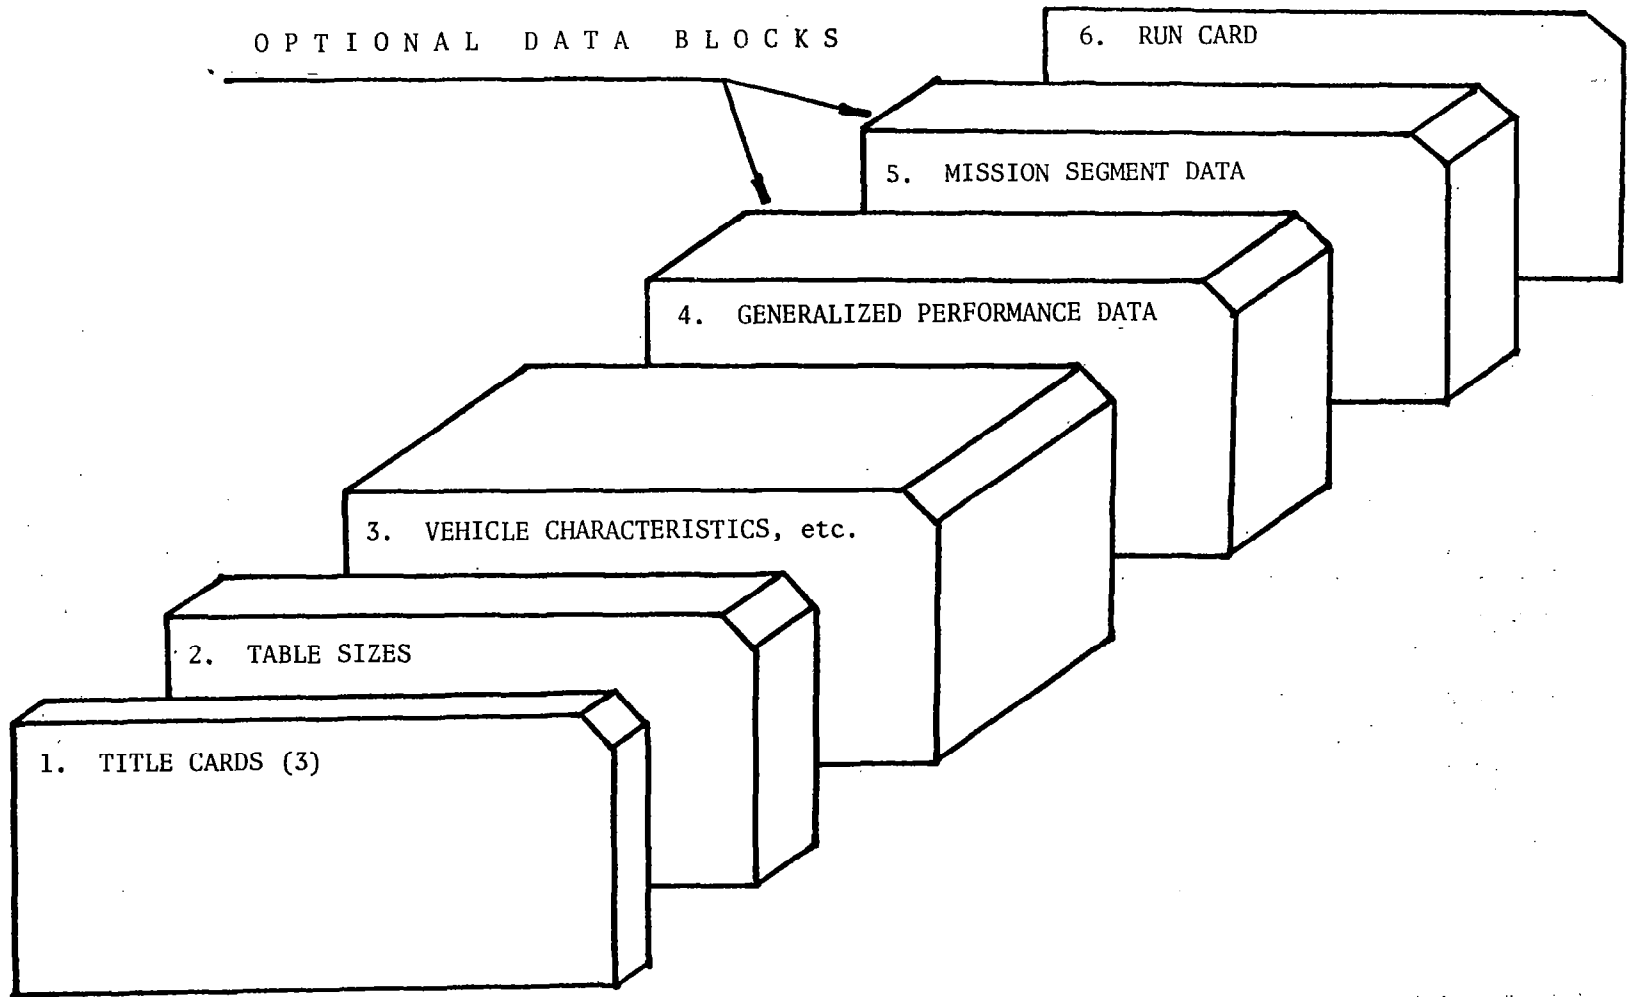 OPTIONAL DATA BLOCKS
6. RUN CARD
5. MISSION SEGMENT DATA
4. GENERALIZED PERFORMANCE DATA
3. VEHICLE CHARACTERISTICS, etc.
2. TABLE SIZES
1. TITLE CARDS (3)